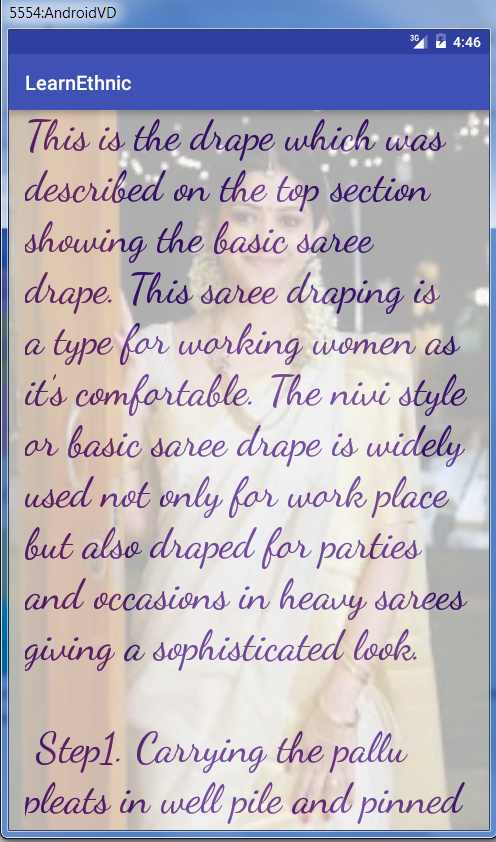 5554:AndroidVD
3G 4:46
LearnEthnic
This is the drape which was
described on the top section
showing the basic saree
drape. This saree draping is
a type for working women as
it's comfortable. The nivi style
or basic saree drape is widely
used not only for work place
but also draped for parties
and occasions in heavy sarees
giving a sophisticated look.
Step1. Carrying the pallu
pleats in well pile and pinned